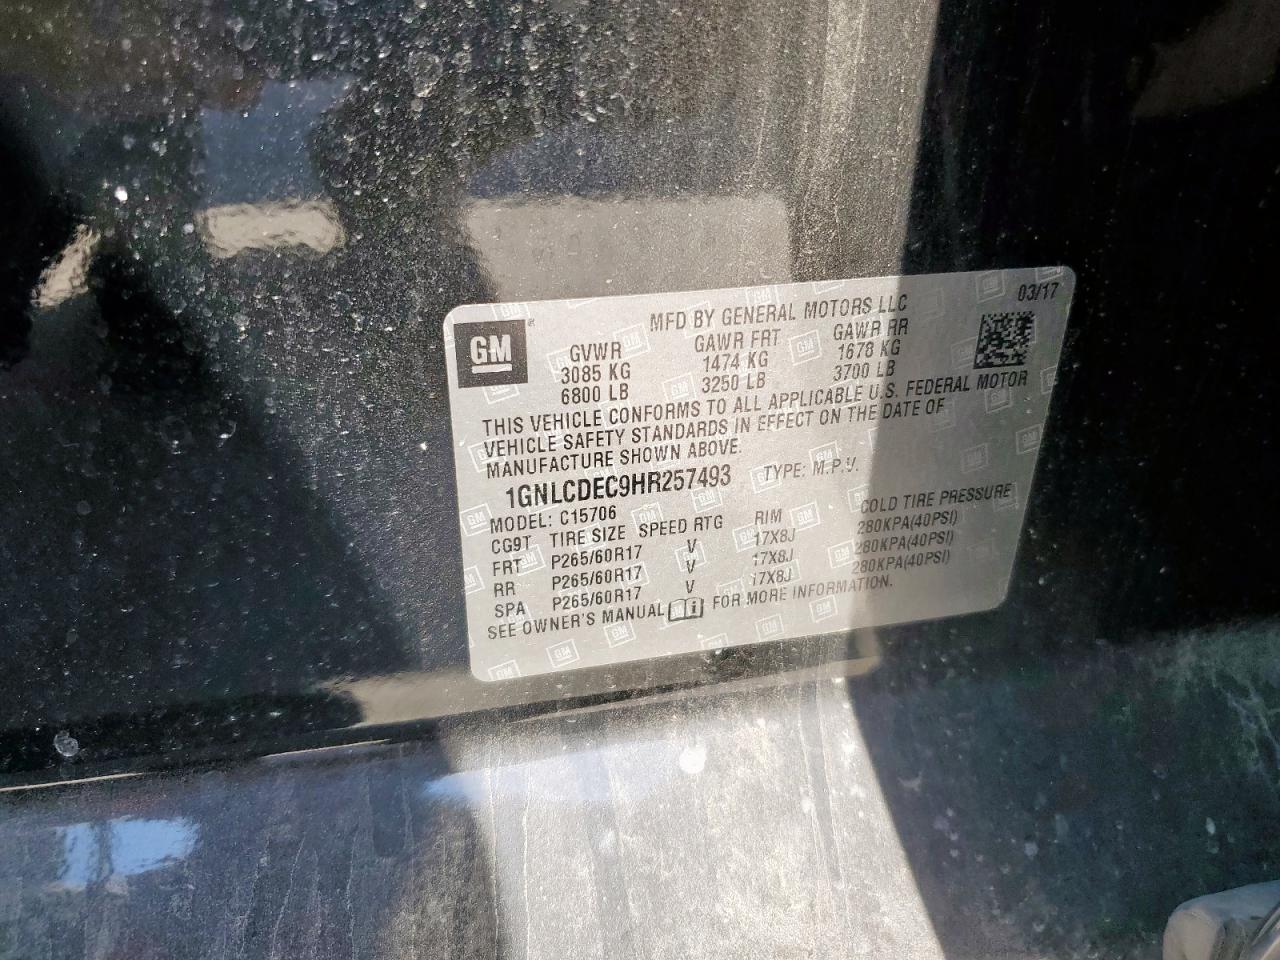 MFD BY GENERAL MOTORS LLC 03/17
GM
GVWR GAWR FRT GAWR RR
3085 KG 1474 KG 1678 KG
6800 LB 3250 LB 3700 LB
THIS VEHICLE CONFORMS TO ALL APPLICABLE U.S. FEDERAL MOTOR
VEHICLE SAFETY STANDARDS IN EFFECT ON THE DATE OF
MANUFACTURE SHOWN ABOVE.
1GNLCDEC9HR257493 TYPE: M.P.V.
MODEL: C15706
CG9T TIRE SIZE SPEED RTG RIM COLD TIRE PRESSURE
FRT P265/60R17 V 17X8J 280KPA(40PSI)
RR P265/60R17 V 17X8J 280KPA(40PSI)
SPA P265/60R17 V 17X8J 280KPA(40PSI)
SEE OWNER'S MANUAL FOR MORE INFORMATION.